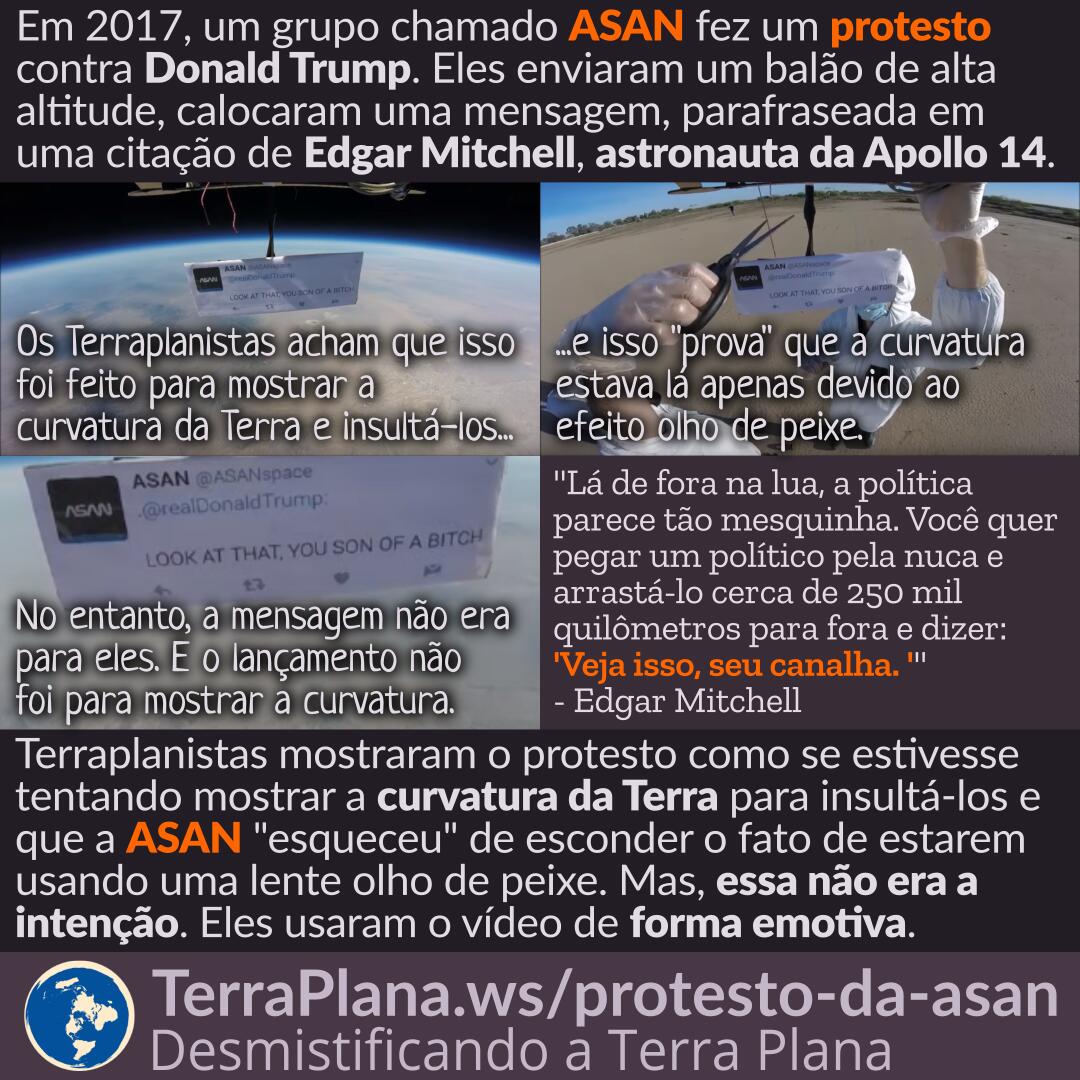 Em 2017, um grupo chamado ASAN fez um protesto
contra Donald Trump. Eles enviaram um balão de alta
altitude, calocaram uma mensagem, parafraseada em
uma citação de Edgar Mitchell, astronauta da Apollo 14.
ASAN @ASANspace
ASAN
@realDonaldTrump:
LOOK AT THAT, YOU SON OF A BITCH
Os Terraplanistas acham que isso
foi feito para mostrar a
curvatura da Terra e insultá-los...
ASAN @ASANspace
ASAN
@realDonaldTrump:
LOOK AT THAT, YOU SON OF A BITCH
...e isso "prova" que a curvatura
estava lá apenas devido ao
efeito olho de peixe.
ASAN @ASANspace
ASAN
.@realDonaldTrump:
LOOK AT THAT, YOU SON OF A BITCH
No entanto, a mensagem não era
para eles. E o lançamento não
foi para mostrar a curvatura.
"Lá de fora na lua, a política
parece tão mesquinha. Você quer
pegar um político pela nuca e
arrastá-lo cerca de 250 mil
quilômetros para fora e dizer:
'Veja isso, seu canalha. '"
- Edgar Mitchell
Terraplanistas mostraram o protesto como se estivesse
tentando mostrar a curvatura da Terra para insultá-los e
que a ASAN "esqueceu" de esconder o fato de estarem
usando uma lente olho de peixe. Mas, essa não era a
intenção. Eles usaram o vídeo de forma emotiva.
TerraPlana.ws/protesto-da-asan
Desmistificando a Terra Plana